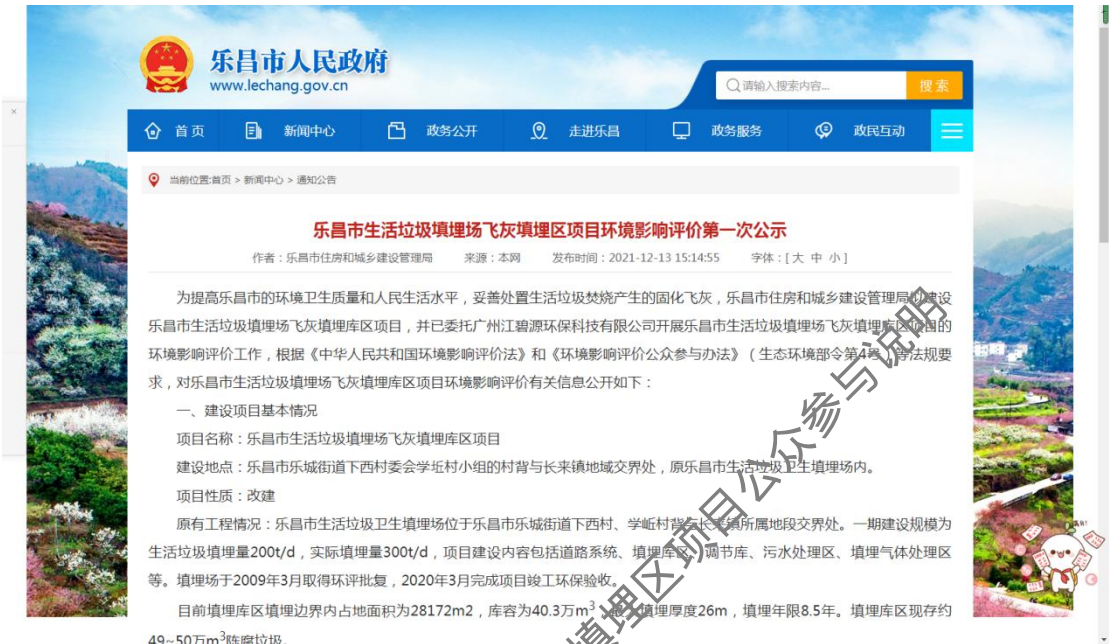 乐昌市人民政府
www.lechang.gov.cn
请输入搜索内容...
搜索
首页 新闻中心 政务公开 走进乐昌 政务服务 政民互动
当前位置:首页 > 新闻中心 > 通知公告
乐昌市生活垃圾填埋场飞灰填埋区项目环境影响评价第一次公示
作者：乐昌市住房和城乡建设管理局 来源：本网 发布时间：2021-12-13 15:14:55 字体：[ 大 中 小 ]
为提高乐昌市的环境卫生质量和人民生活水平，妥善处置生活垃圾焚烧产生的固化飞灰，乐昌市住房和城乡建设管理局拟建设
乐昌市生活垃圾填埋场飞灰填埋库区项目，并已委托广州江碧源环保科技有限公司开展乐昌市生活垃圾填埋场飞灰填埋库区项目的
环境影响评价工作，根据《中华人民共和国环境影响评价法》和《环境影响评价公众参与办法》（生态环境部令第4号）等法规要
求，对乐昌市生活垃圾填埋场飞灰填埋库区项目环境影响评价有关信息公开如下：
一、建设项目基本情况
项目名称：乐昌市生活垃圾填埋场飞灰填埋库区项目
建设地点：乐昌市乐城街道下西村委会学坵村小组的村背与长来镇地域交界处，原乐昌市生活垃圾卫生填埋场内。
项目性质：改建
原有工程情况：乐昌市生活垃圾卫生填埋场位于乐昌市乐城街道下西村、学岴村背与长来镇所属地段交界处。一期建设规模为
生活垃圾填埋量200t/d，实际填埋量300t/d，项目建设内容包括道路系统、填埋库区、调节库、污水处理区、填埋气体处理区
等。填埋场于2009年3月取得环评批复，2020年3月完成项目竣工环保验收。
目前填埋库区填埋边界内占地面积为28172m2，库容为40.3万m³，最大填埋厚度26m，填埋年限8.5年。填埋库区现存约
49~50万m³陈腐垃圾。
填埋区项目公众参与说明